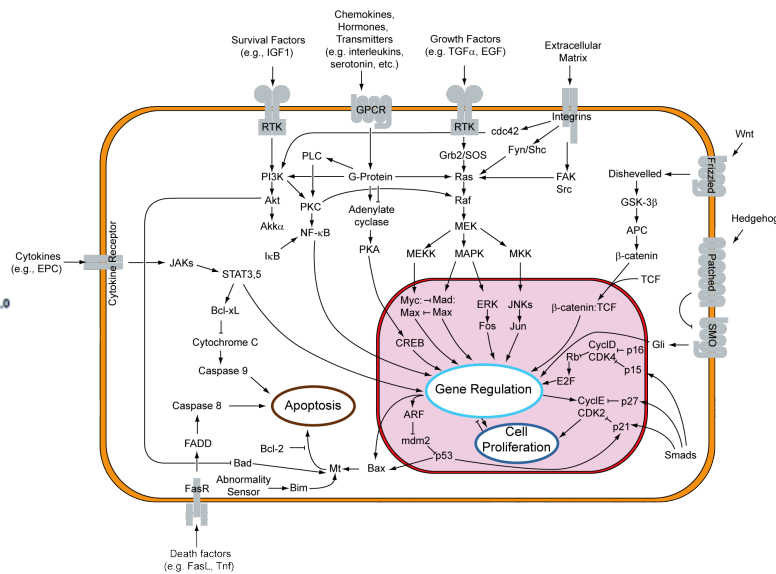 Chemokines,
Hormones,
Transmitters
(e.g. interleukins,
serotonin, etc.)
Survival Factors
(e.g., IGF1)
Growth Factors
(e.g. TGFα, EGF)
Extracellular
Matrix
RTK
GPCR
RTK
Integrins
cdc42
Grb2/SOS
Fyn/Shc
Wnt
Frizzled
Dishevelled
PLC
PI3K
G-Protein
Ras
FAK
Src
GSK-3β
Akt
PKC
Adenylate
cyclase
Raf
Akkα
NF-κB
MEK
APC
Hedgehog
IκB
PKA
MEKK
MAPK
MKK
β-catenin
TCF
Patched
Cytokines
(e.g., EPC)
Cytokine Receptor
JAKs
STAT3,5
Myc:
Max
Mad:
Max
ERK
Fos
JNKs
Jun
β-catenin:TCF
SMO
Bcl-xL
Cytochrome C
Caspase 9
CREB
Gli
CyclD
CDK4
p16
p15
Rb
E2F
Gene Regulation
Caspase 8
Apoptosis
ARF
CyclE
CDK2
p27
p21
FADD
Bcl-2
mdm2
Cell
Proliferation
p53
Smads
Bad
Mt
Bax
Abnormality
Sensor
Bim
FasR
Death factors
(e.g. FasL, Tnf)